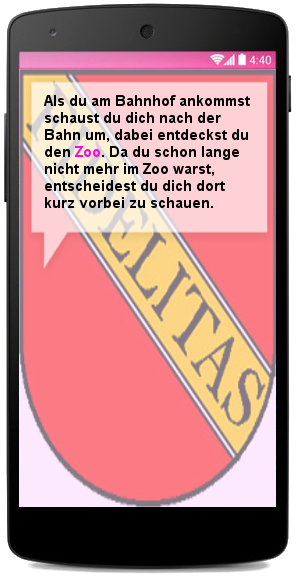 4:40
Als du am Bahnhof ankommst
schaust du dich nach der
Bahn um, dabei entdeckst du
den Zoo. Da du schon lange
nicht mehr im Zoo warst,
entscheidest du dich dort
kurz vorbei zu schauen.
FIDELITAS